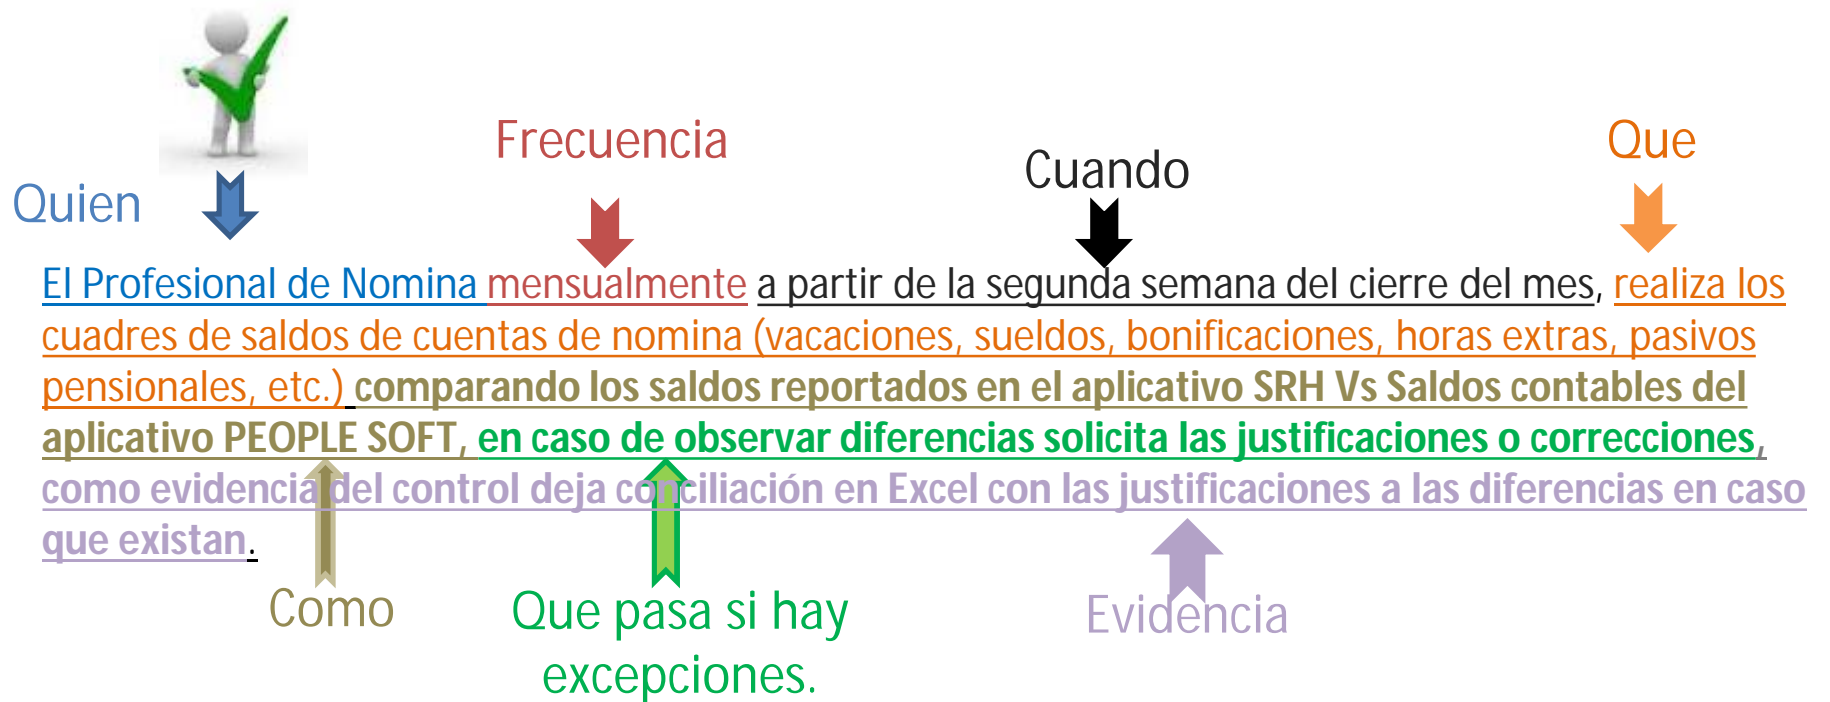 Frecuencia
Que
Cuando
Quien
El Profesional de Nomina mensualmente a partir de la segunda semana del cierre del mes, realiza los
cuadres de saldos de cuentas de nomina (vacaciones, sueldos, bonificaciones, horas extras, pasivos
pensionales, etc.) comparando los saldos reportados en el aplicativo SRH Vs Saldos contables del
aplicativo PEOPLE SOFT, en caso de observar diferencias solicita las justificaciones o correcciones,
como evidencia del control deja conciliación en Excel con las justificaciones a las diferencias en caso
que existan.
Como
Que pasa si hay
excepciones.
Evidencia